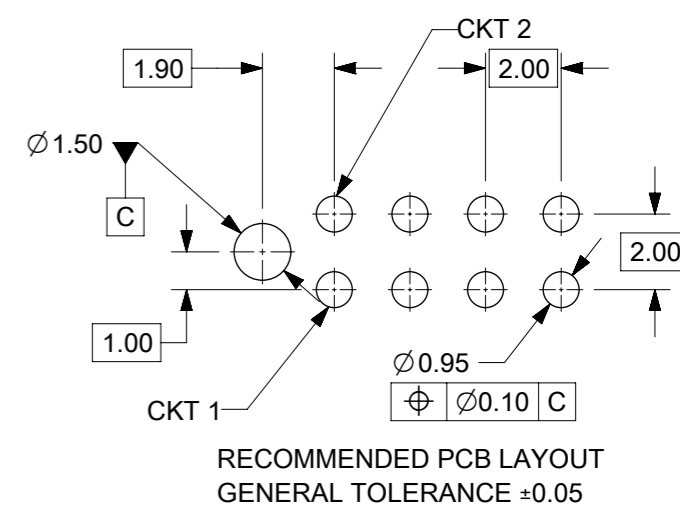 CKT 2
1.90
2.00
∅1.50
C
2.00
1.00
∅0.95
⌖ ∅0.10 C
CKT 1
RECOMMENDED PCB LAYOUT
GENERAL TOLERANCE ±0.05